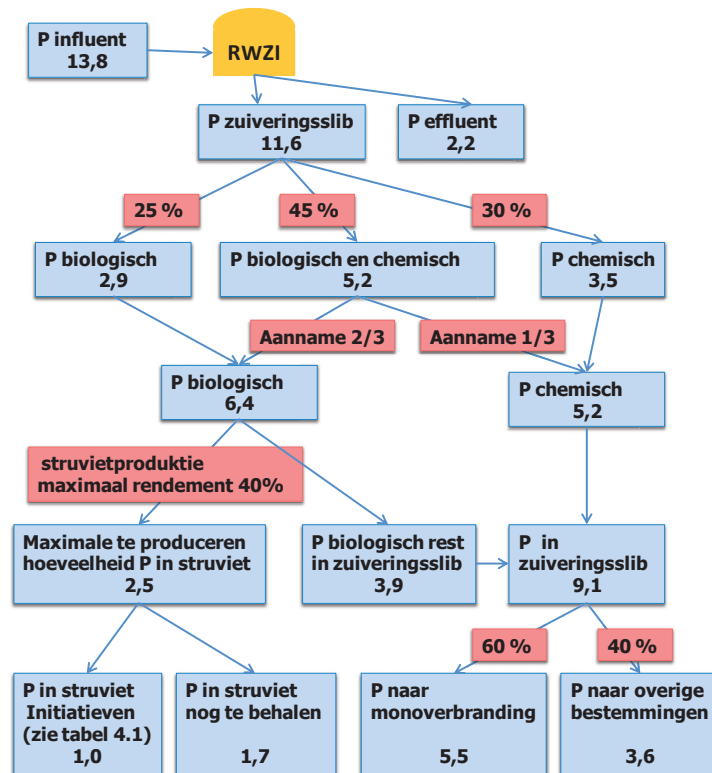 P influent
13,8
RWZI
P zuiveringsslib
11,6
P effluent
2,2
25 %
45 %
30 %
P biologisch
2,9
P biologisch en chemisch
5,2
P chemisch
3,5
Aanname 2/3
Aanname 1/3
P biologisch
6,4
P chemisch
5,2
struvietproduktie
maximaal rendement 40%
Maximale te produceren
hoeveelheid P in struviet
2,5
P biologisch rest
in zuiveringsslib
3,9
P in
zuiveringsslib
9,1
60 %
40 %
P in struviet
Initiatieven
(zie tabel 4.1)
1,0
P in struviet
nog te behalen
1,7
P naar
monoverbranding
5,5
P naar overige
bestemmingen
3,6